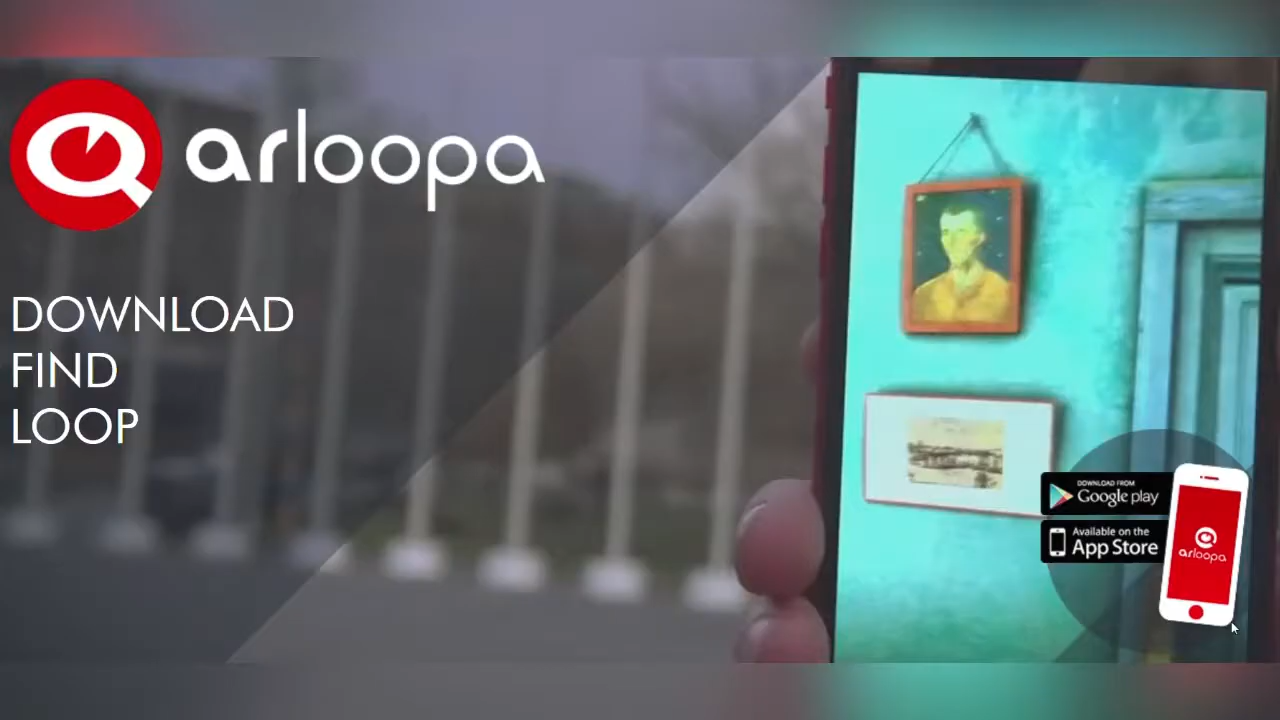 arloopa
DOWNLOAD
FIND
LOOP
DOWNLOAD FROM
Google play
Available on the
App Store
arloopa